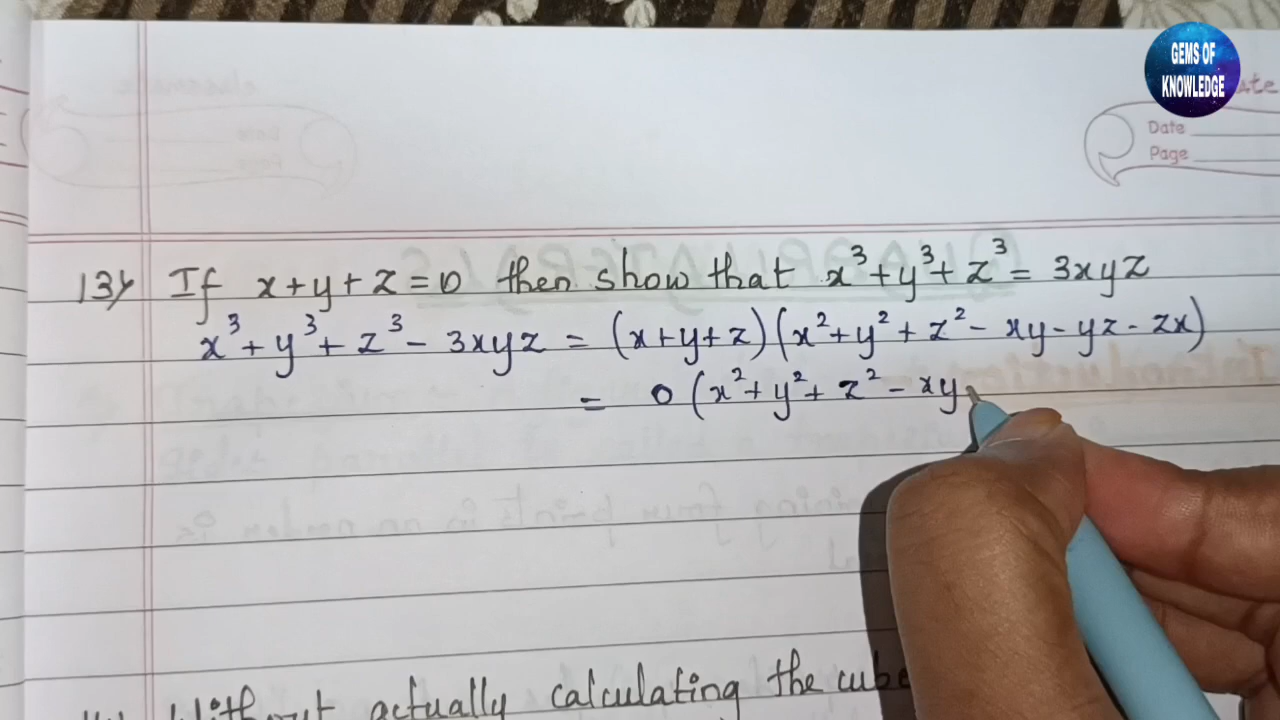 GEMS OF
KNOWLEDGE
Date
Page
13) If x+y+z=0 then show that x³+y³+z³= 3xyz
x³+y³+z³-3xyz = (x+y+z)(x²+y²+z²-xy-yz-zx)
= 0(x²+y²+z²-xy
Without actually calculating the cube